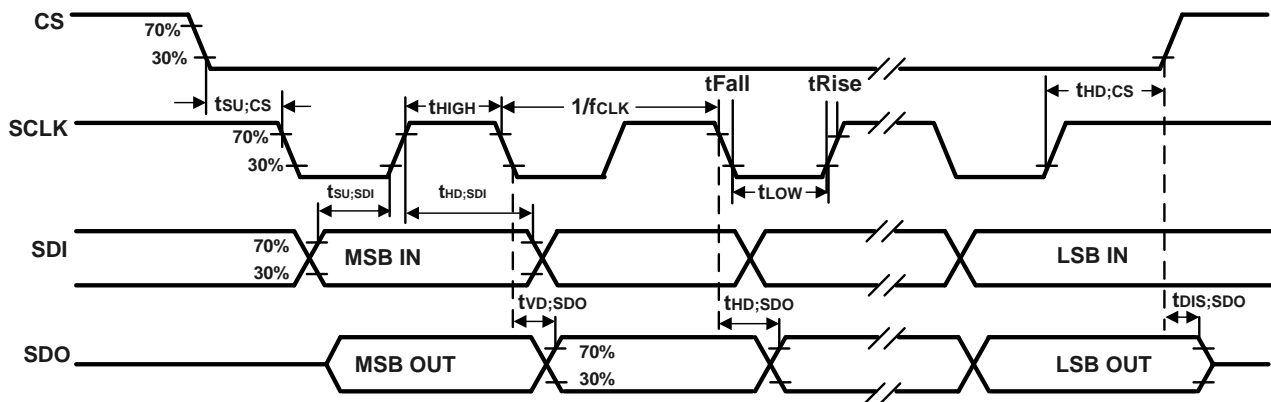 CS
70%
30%
tFall
tRise
tSU;CS
tHIGH
1/fCLK
tHD;CS
SCLK
70%
30%
tSU;SDI
tHD;SDI
tLOW
SDI
70%
30%
MSB IN
LSB IN
tVD;SDO
tHD;SDO
tDIS;SDO
SDO
MSB OUT
70%
30%
LSB OUT